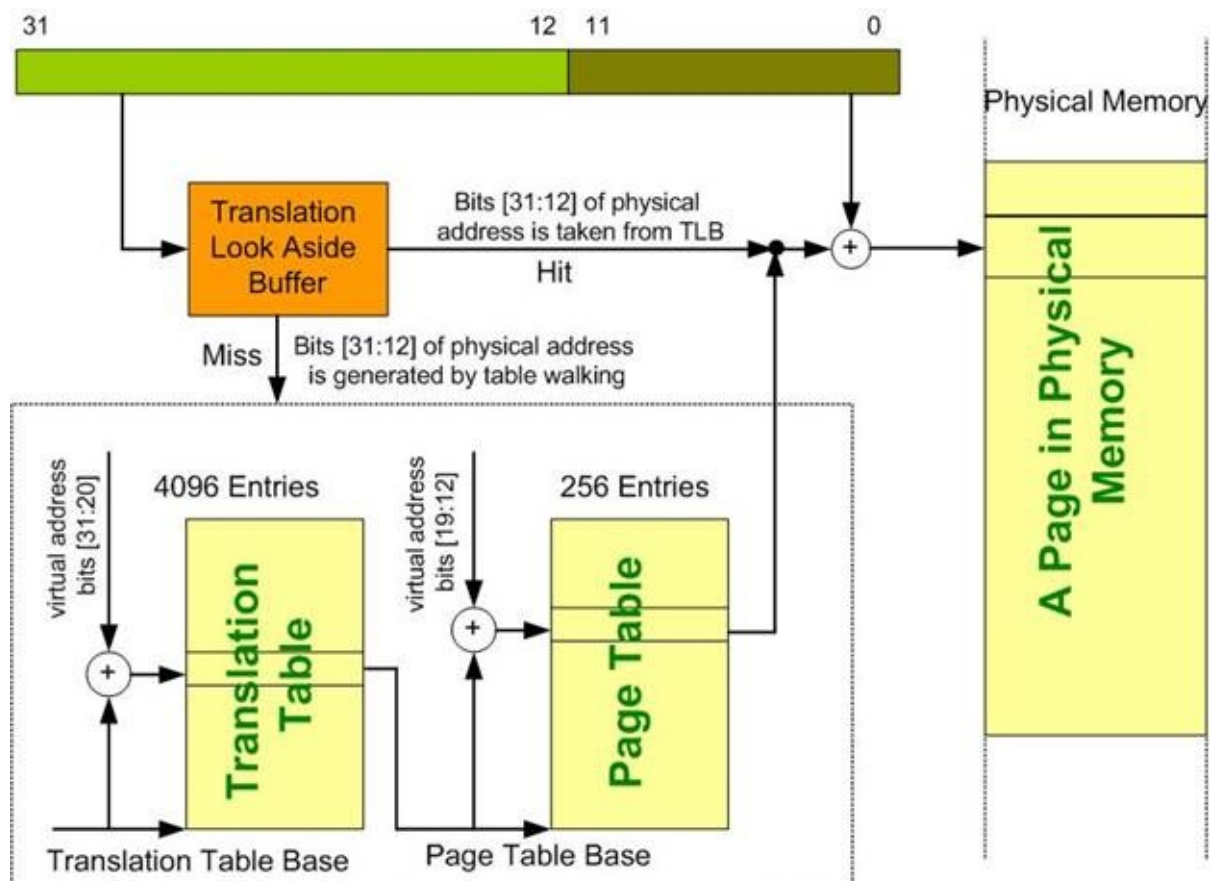 31
12
11
0
Physical Memory
Translation
Look Aside
Buffer
Bits [31:12] of physical
address is taken from TLB
Hit
Miss
Bits [31:12] of physical address
is generated by table walking
virtual address
bits [31:20]
4096 Entries
virtual address
bits [19:12]
256 Entries
+
+
+
Translation
Table
Page Table
A Page in Physical
Memory
Translation Table Base
Page Table Base